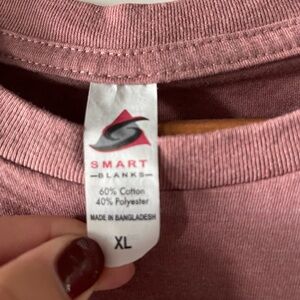 SMART
—BLANKS—
60% Cotton
40% Polyester
MADE IN BANGLADESH
XL